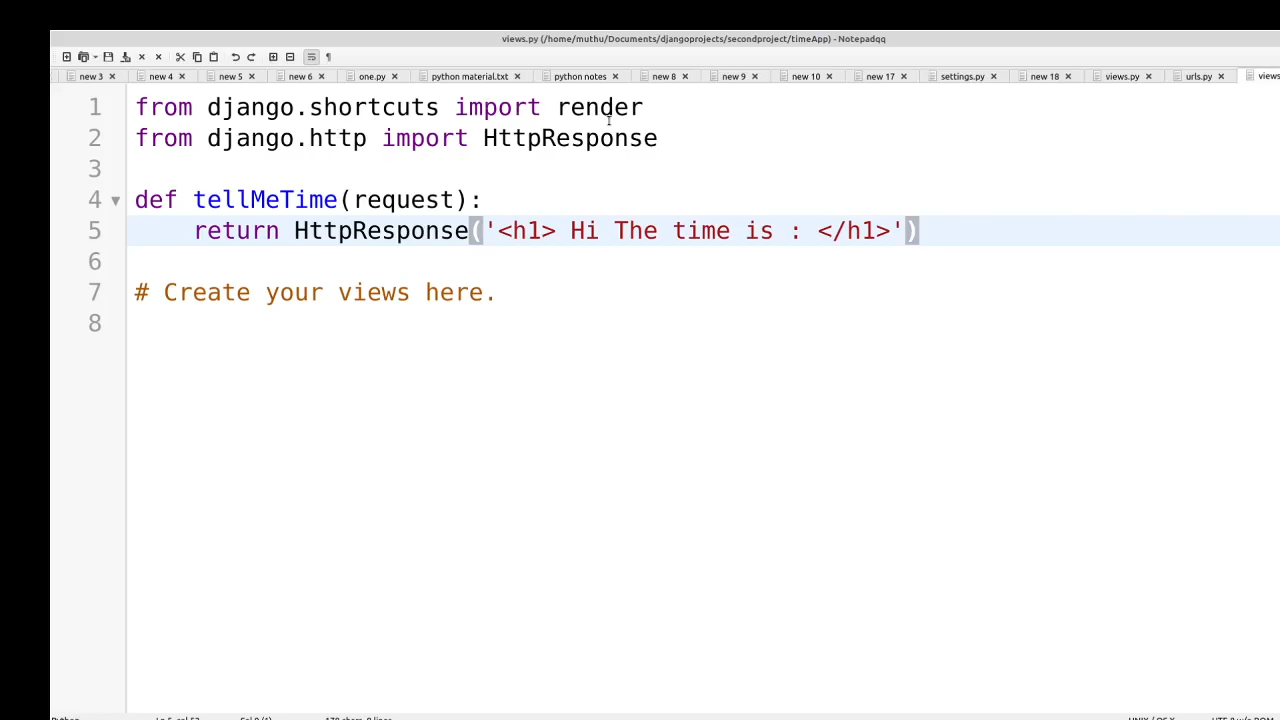 views.py (/home/muthu/Documents/djangoprojects/secondproject/timeApp) - Notepadqq
new 3 new 4 new 5 new 6 one.py python material.txt python notes new 8 new 9 new 10 new 17 settings.py new 18 views.py urls.py views
1 from django.shortcuts import render
2 from django.http import HttpResponse
3
4 def tellMeTime(request):
5 return HttpResponse('<h1> Hi The time is : </h1>')
6
7 # Create your views here.
8